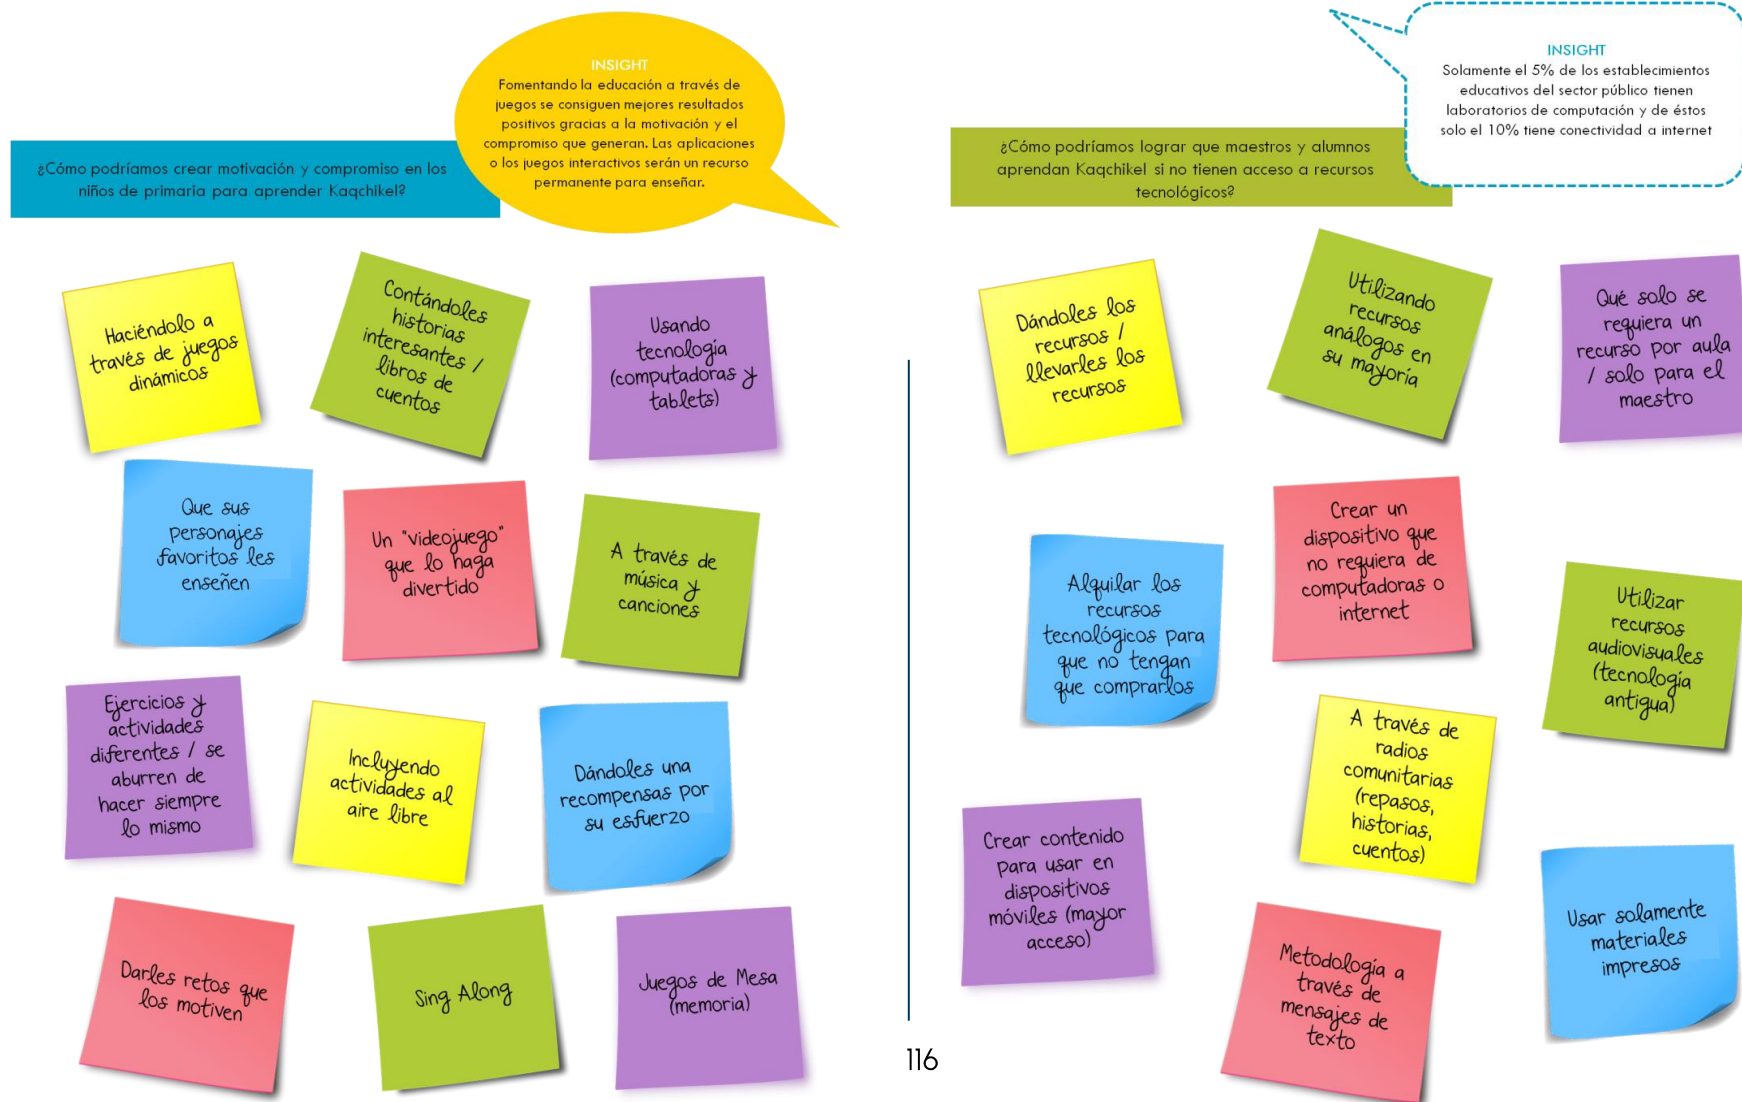 INSIGHT
Fomentando la educación a través de
juegos se consiguen mejores resultados
positivos gracias a la motivación y el
compromiso que generan. Las aplicaciones
o los juegos interactivos serán un recurso
permanente para enseñar.
¿Cómo podríamos crear motivación y compromiso en los
niños de primaria para aprender Kaqchikel?
Haciéndolo a
través de juegos
dinámicos
Contándoles
historias
interesantes /
libros de
cuentos
Usando
tecnología
(computadoras y
tablets)
Que sus
personajes
favoritos les
enseñen
Un "videojuego"
que lo haga
divertido
A través de
música y
canciones
Ejercicios y
actividades
diferentes / se
aburren de
hacer siempre
lo mismo
Incluyendo
actividades al
aire libre
Dándoles una
recompensas por
su esfuerzo
Darles retos que
los motiven
Sing Along
Juegos de Mesa
(memoria)
INSIGHT
Solamente el 5% de los establecimientos
educativos del sector público tienen
laboratorios de computación y de éstos
solo el 10% tiene conectividad a internet
¿Cómo podríamos lograr que maestros y alumnos
aprendan Kaqchikel si no tienen acceso a recursos
tecnológicos?
Dándoles los
recursos /
llevarles los
recursos
Utilizando
recursos
análogos en
su mayoría
Qué solo se
requiera un
recurso por aula
/ solo para el
maestro
Alquilar los
recursos
tecnológicos para
que no tengan
que comprarlos
Crear un
dispositivo que
no requiera de
computadoras o
internet
Utilizar
recursos
audiovisuales
(tecnología
antigua)
A través de
radios
comunitarias
(repasos,
historias,
cuentos)
Crear contenido
para usar en
dispositivos
móviles (mayor
acceso)
Metodología a
través de
mensajes de
texto
Usar solamente
materiales
impresos
116